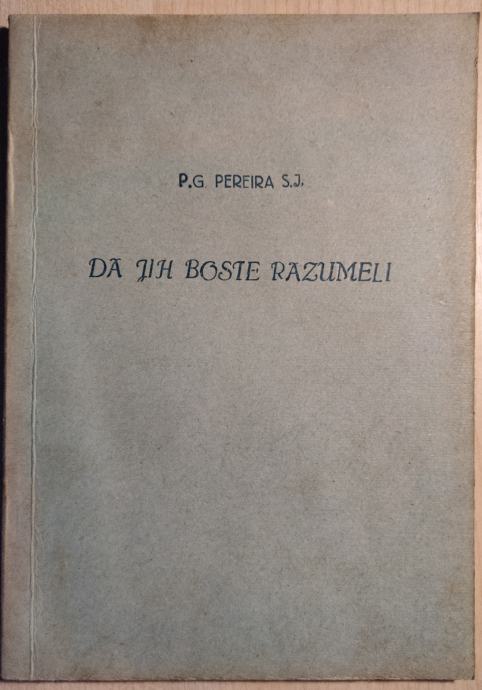 P.G. PEREIRA S.J.
DA JIH BOSTE RAZUMELI